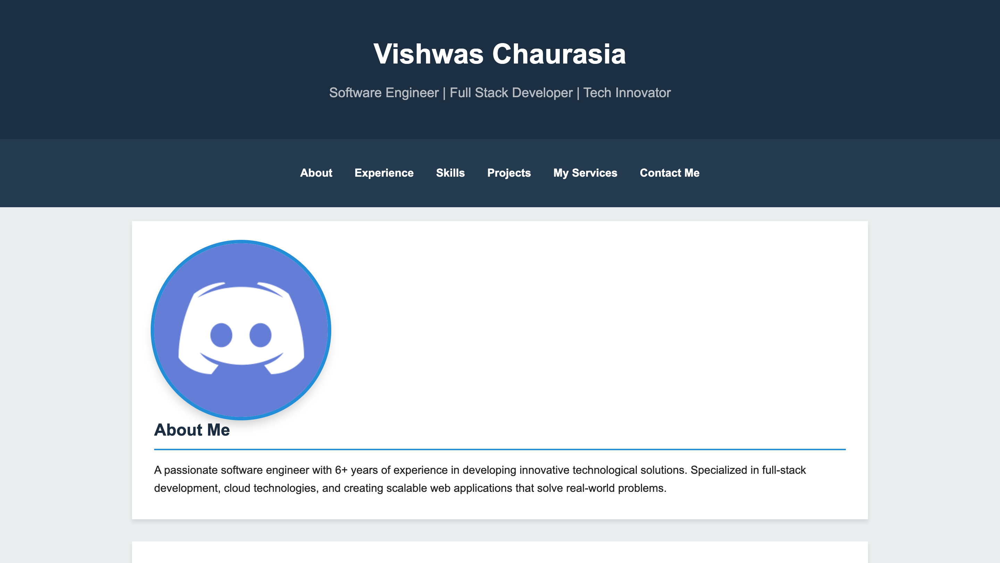 Vishwas Chaurasia
Software Engineer | Full Stack Developer | Tech Innovator
About Experience Skills Projects My Services Contact Me
About Me
A passionate software engineer with 6+ years of experience in developing innovative technological solutions. Specialized in full-stack
development, cloud technologies, and creating scalable web applications that solve real-world problems.